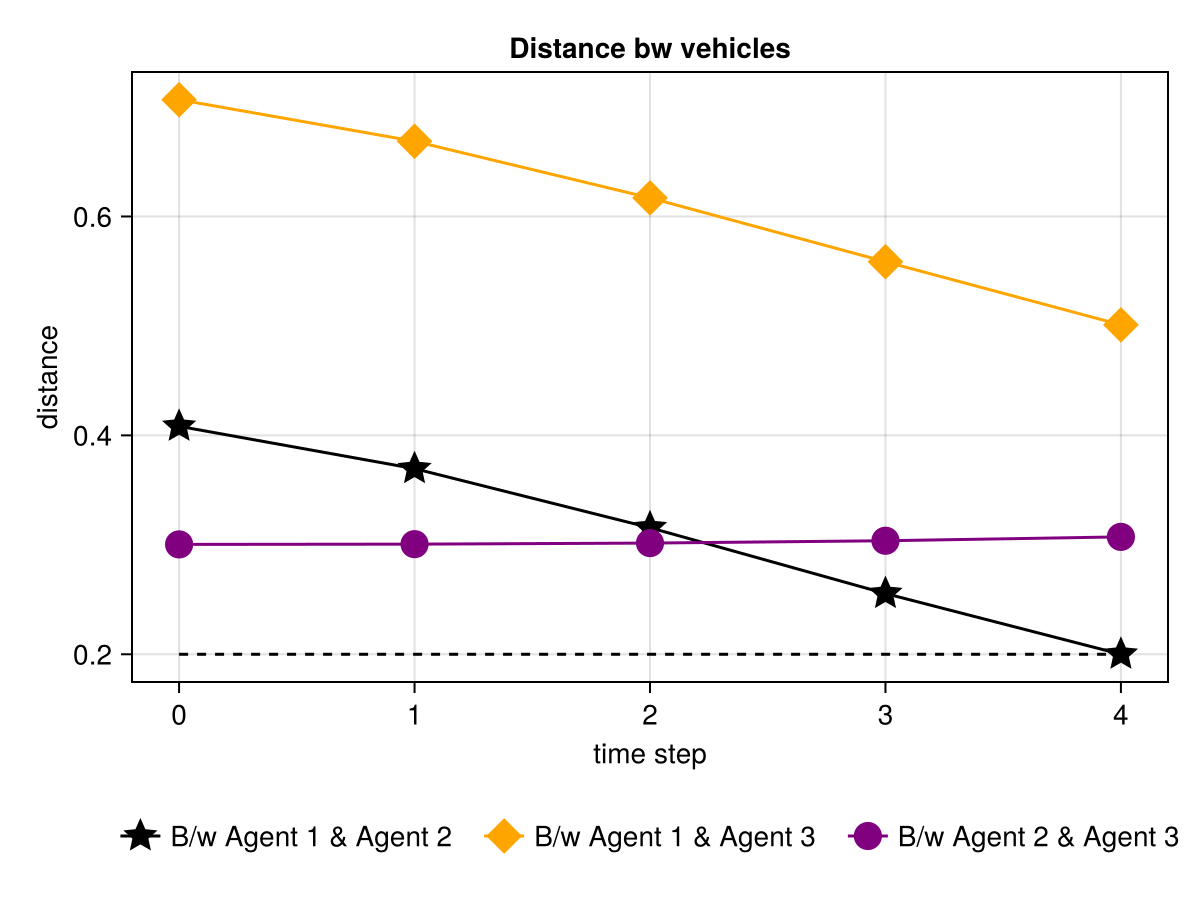 Distance bw vehicles
distance
0.6
0.4
0.2
0 1 2 3 4
time step
B/w Agent 1 & Agent 2 B/w Agent 1 & Agent 3 B/w Agent 2 & Agent 3